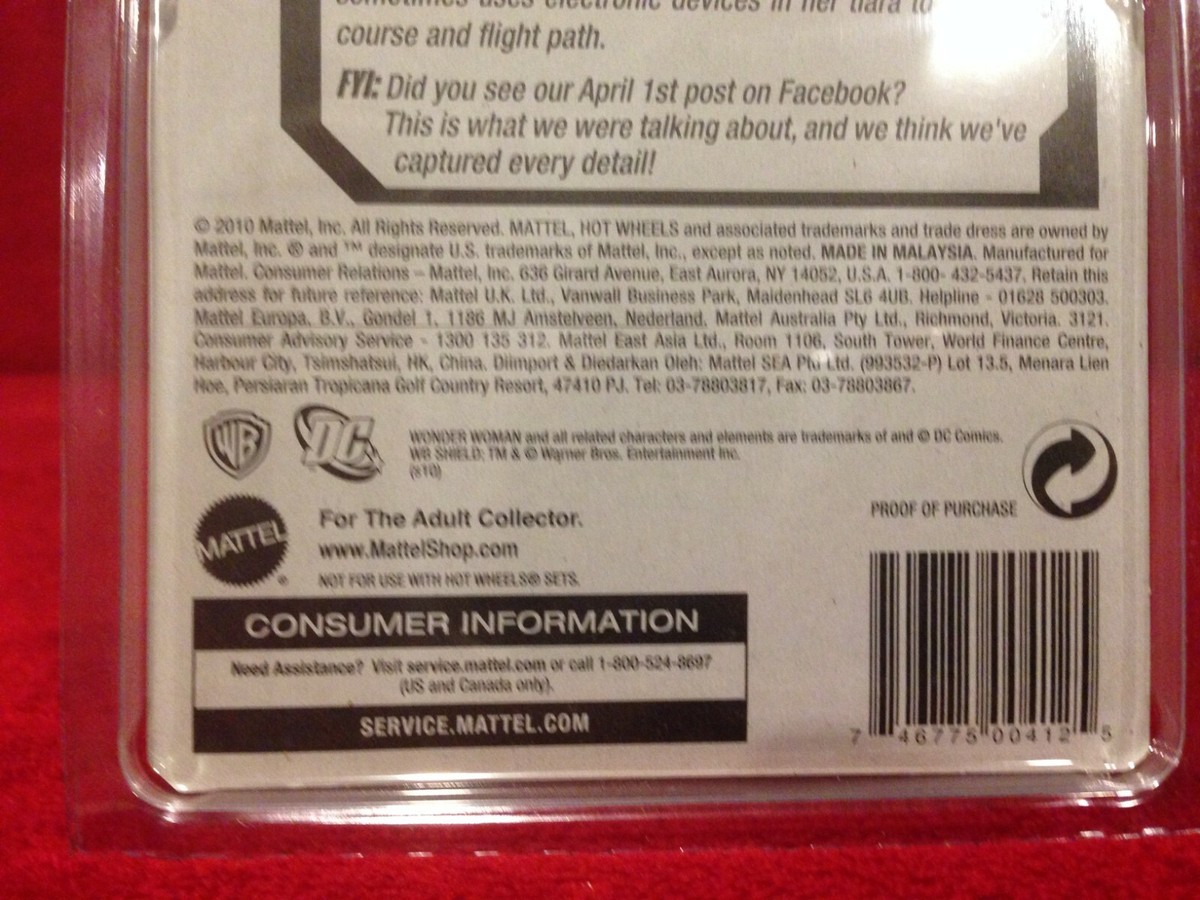 sometimes uses electronic devices in her tiara to
course and flight path.
FYI: Did you see our April 1st post on Facebook?
This is what we were talking about, and we think we've
captured every detail!
© 2010 Mattel, Inc. All Rights Reserved. MATTEL, HOT WHEELS and associated trademarks and trade dress are owned by
Mattel, Inc. ® and ™ designate U.S. trademarks of Mattel, Inc., except as noted. MADE IN MALAYSIA. Manufactured for
Mattel. Consumer Relations – Mattel, Inc. 636 Girard Avenue, East Aurora, NY 14052, U.S.A. 1-800- 432-5437. Retain this
address for future reference: Mattel U.K. Ltd., Vanwall Business Park, Maidenhead SL6 4UB. Helpline - 01628 500303.
Mattel Europa. B.V., Gondel 1, 1186 MJ Amstelveen, Nederland. Mattel Australia Pty Ltd., Richmond, Victoria. 3121.
Consumer Advisory Service - 1300 135 312. Mattel East Asia Ltd., Room 1106, South Tower, World Finance Centre,
Harbour City, Tsimshatsui, HK, China. Diimport & Diedarkan Oleh: Mattel SEA Ltd. (993532-P) Lot 13.5, Menara Lien
Hoe, Persiaran Tropicana Golf Country Resort, 47410 PJ. Tel: 03-78803817, Fax: 03-78803867.
WB
DC
WONDER WOMAN and all related characters and elements are trademarks of and © DC Comics.
WB SHIELD: TM & © Warner Bros. Entertainment Inc.
(s10)
PROOF OF PURCHASE
MATTEL
For The Adult Collector.
www.MattelShop.com
NOT FOR USE WITH HOT WHEELS® SETS.
CONSUMER INFORMATION
Need Assistance? Visit service.mattel.com or call 1-800-524-8697
(US and Canada only).
SERVICE.MATTEL.COM
7 46775 00412 5